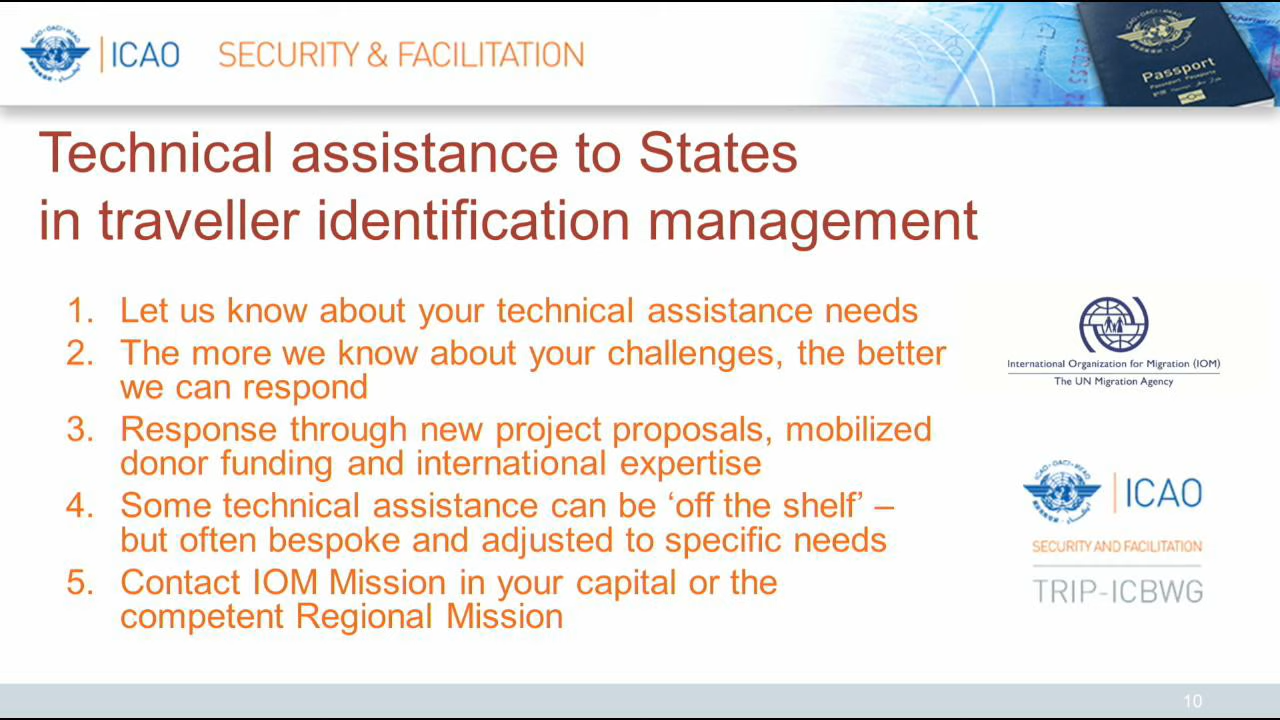 ICAO SECURITY & FACILITATION
Passport
Technical assistance to States
in traveller identification management
1. Let us know about your technical assistance needs
2. The more we know about your challenges, the better
we can respond
3. Response through new project proposals, mobilized
donor funding and international expertise
4. Some technical assistance can be ‘off the shelf’ –
but often bespoke and adjusted to specific needs
5. Contact IOM Mission in your capital or the
competent Regional Mission
International Organization for Migration (IOM)
The UN Migration Agency
ICAO
SECURITY AND FACILITATION
TRIP-ICBWG
10